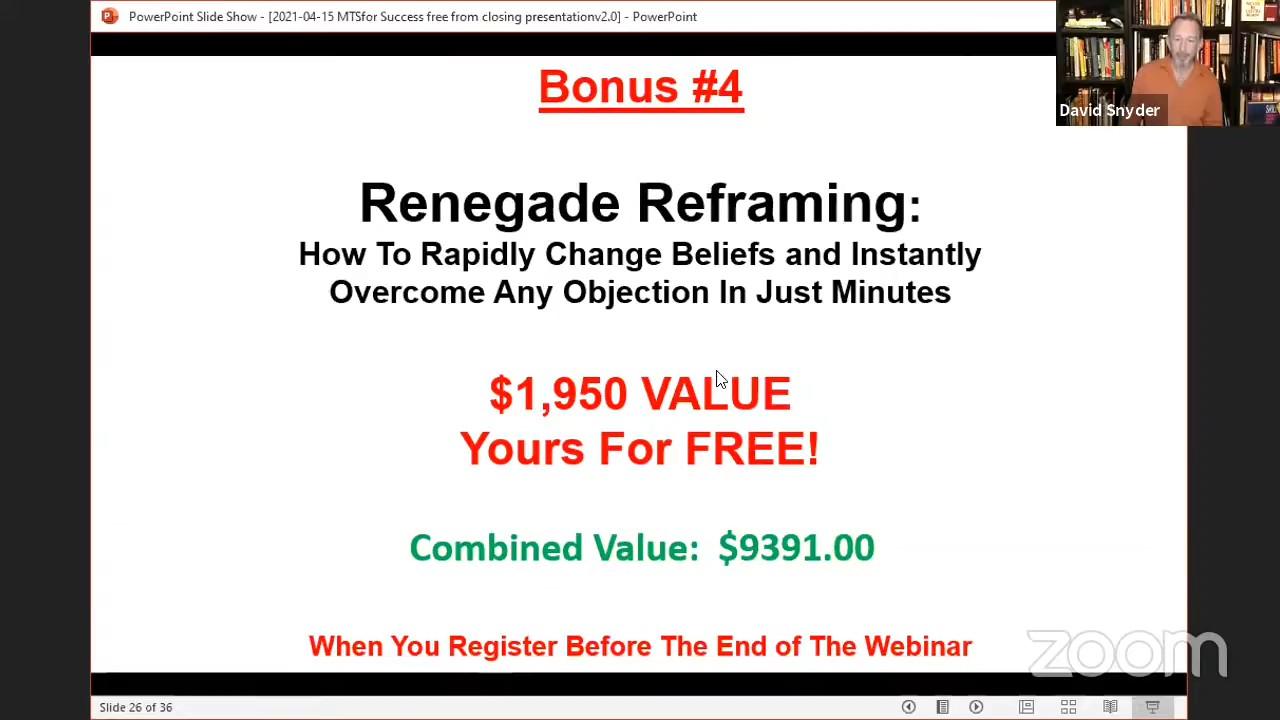 PowerPoint Slide Show - [2021-04-15 MTSfor Success free from closing presentationv2.0] - PowerPoint
David Snyder
Bonus #4
Renegade Reframing:
How To Rapidly Change Beliefs and Instantly
Overcome Any Objection In Just Minutes
$1,950 VALUE
Yours For FREE!
Combined Value: $9391.00
When You Register Before The End of The Webinar
zoom
Slide 26 of 36